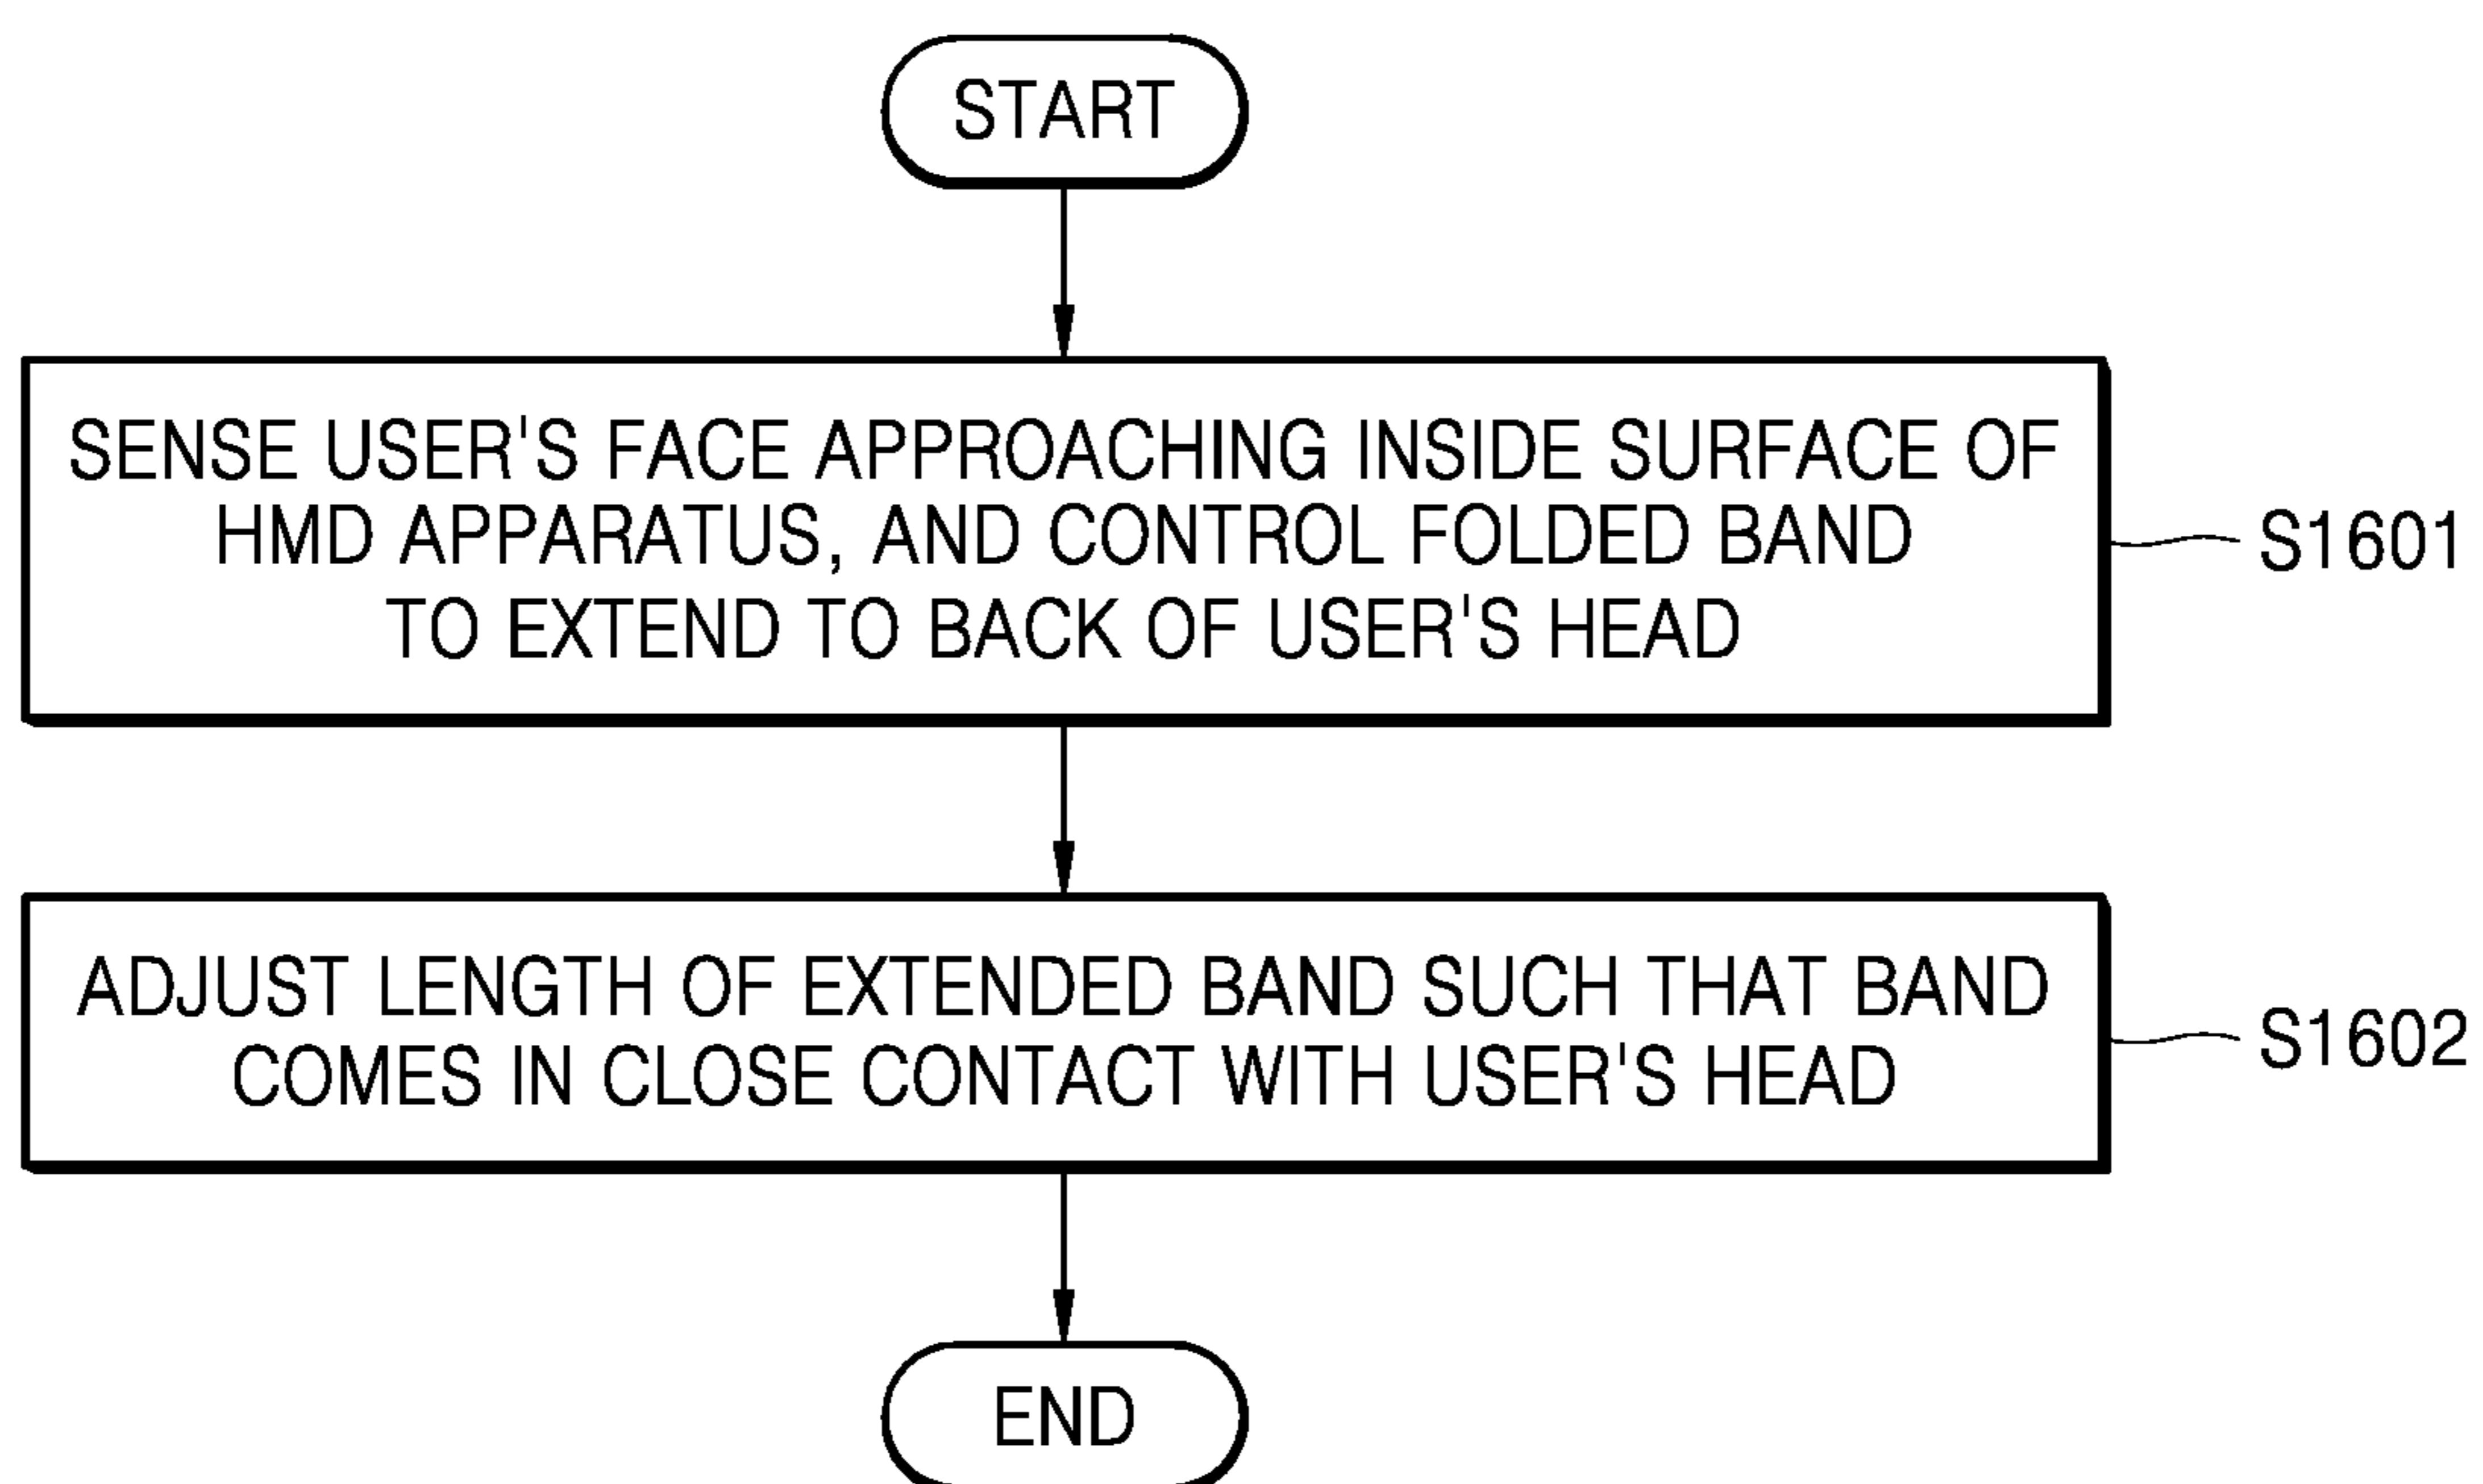 START
SENSE USER'S FACE APPROACHING INSIDE SURFACE OF
HMD APPARATUS, AND CONTROL FOLDED BAND
TO EXTEND TO BACK OF USER'S HEAD
S1601
ADJUST LENGTH OF EXTENDED BAND SUCH THAT BAND
COMES IN CLOSE CONTACT WITH USER'S HEAD
S1602
END